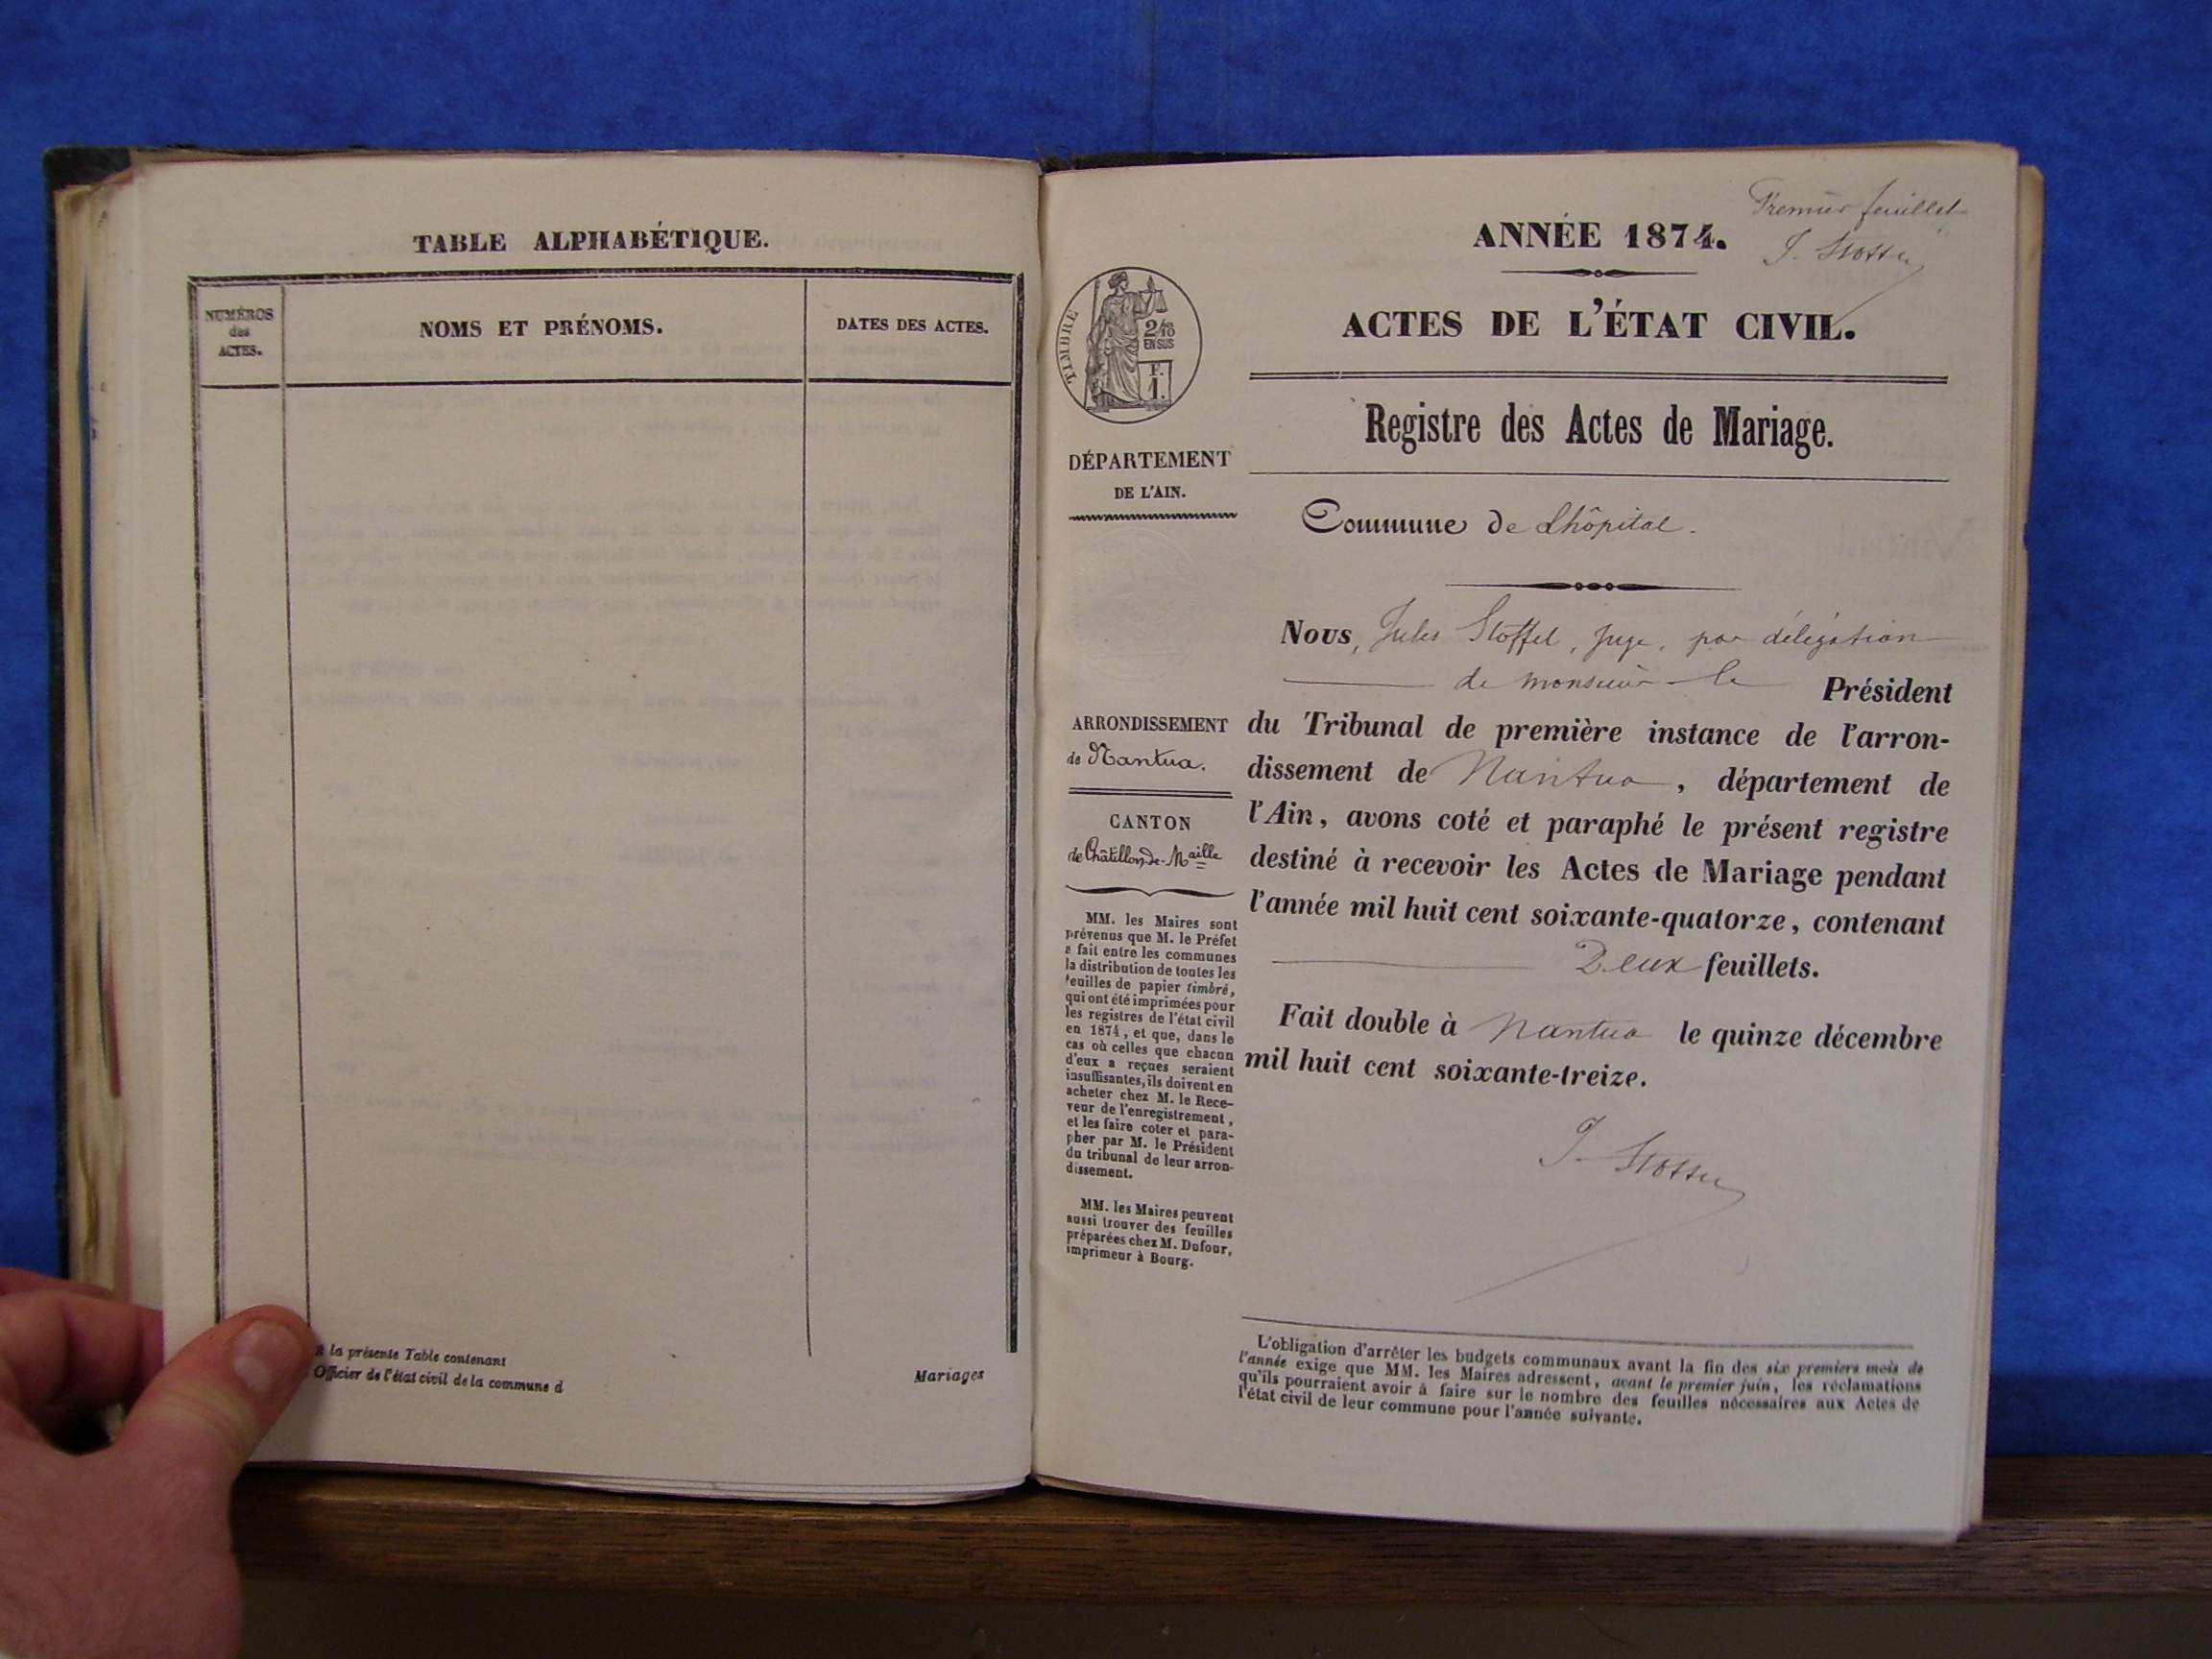 TABLE ALPHABÉTIQUE.
NUMÉROS
des
ACTES.
NOMS ET PRÉNOMS.
DATES DES ACTES.
la présente Table contenant
Officier de l'état civil de la commune d
Mariages
Premier feuillet
ANNÉE 1874.
ACTES DE L'ÉTAT CIVIL.
TIMBRE
2/10
EN SUS
F.
1.
Registre des Actes de Mariage.
DÉPARTEMENT
DE L'AIN.
Commune de Lhôpital.
Nous, Jules Stoffel, juge, par délégation
de monsieur le Président
ARRONDISSEMENT
de Nantua.
du Tribunal de première instance de l'arron-
dissement de Nantua, département de
l'Ain, avons coté et paraphé le présent registre
destiné à recevoir les Actes de Mariage pendant
l'année mil huit cent soixante-quatorze, contenant
Deux feuillets.
CANTON
de Châtillon-de-Maille
Fait double à Nantua le quinze décembre
mil huit cent soixante-treize.
MM. les Maires sont
prévenus que M. le Préfet
a fait entre les communes
la distribution de toutes les
feuilles de papier timbré,
qui ont été imprimées pour
les registres de l'état civil
en 1874, et que, dans le
cas où celles que chacun
d'eux a reçues seraient
insuffisantes, ils doivent en
acheter chez M. le Rece-
veur de l'enregistrement,
et les faire coter et para-
pher par M. le Président
du tribunal de leur arron-
dissement.
MM. les Maires peuvent
aussi trouver des feuilles
préparées chez M. Dufour,
imprimeur à Bourg.
L'obligation d'arrêter les budgets communaux avant la fin des six premiers mois de
l'année exige que MM. les Maires adressent, avant le premier juin, les réclamations
qu'ils pourraient avoir à faire sur le nombre des feuilles nécessaires aux Actes de
l'état civil de leur commune pour l'année suivante.